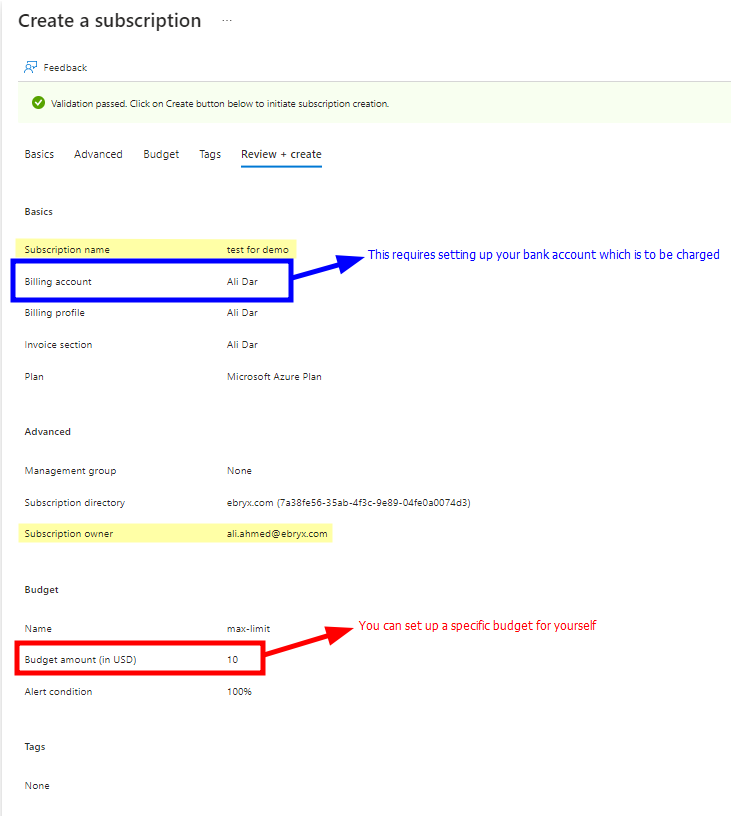 Create a subscription ...
Feedback
Validation passed. Click on Create button below to initiate subscription creation.
Basics Advanced Budget Tags Review + create
Basics
Subscription name test for demo
This requires setting up your bank account which is to be charged
Billing account Ali Dar
Billing profile Ali Dar
Invoice section Ali Dar
Plan Microsoft Azure Plan
Advanced
Management group None
Subscription directory ebryx.com (7a38fe56-35ab-4f3c-9e89-04fe0a0074d3)
Subscription owner ali.ahmed@ebryx.com
Budget
Name max-limit
You can set up a specific budget for yourself
Budget amount (in USD) 10
Alert condition 100%
Tags
None